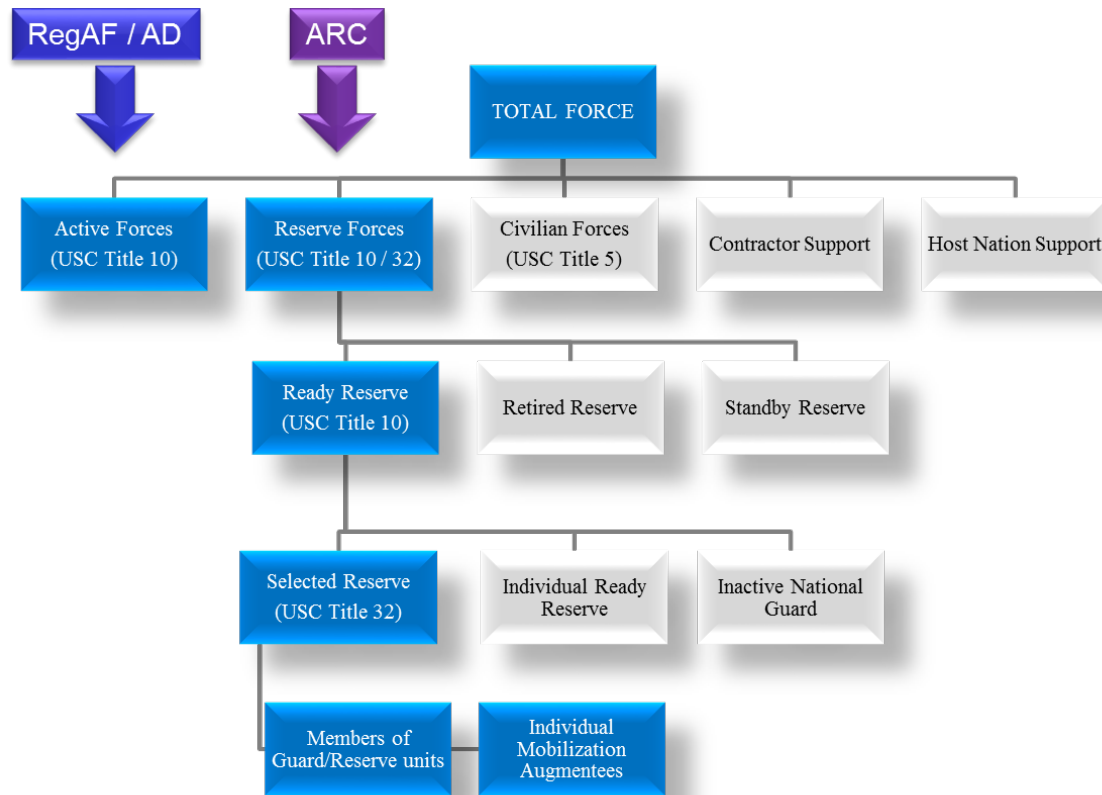 RegAF / AD
ARC
TOTAL FORCE
Active Forces
(USC Title 10)
Reserve Forces
(USC Title 10 / 32)
Civilian Forces
(USC Title 5)
Contractor Support
Host Nation Support
Ready Reserve
(USC Title 10)
Retired Reserve
Standby Reserve
Selected Reserve
(USC Title 32)
Individual Ready
Reserve
Inactive National
Guard
Members of
Guard/Reserve units
Individual
Mobilization
Augmentees